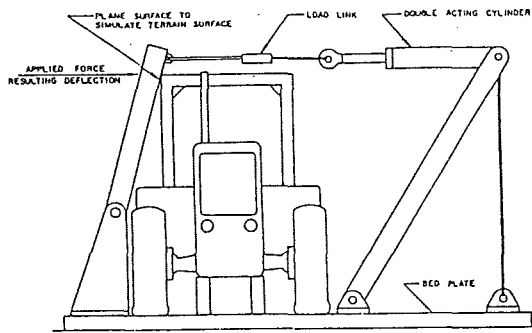 PLANE SURFACE TO
SIMULATE TERRAIN SURFACE
LOAD LINK
DOUBLE ACTING CYLINDER
APPLIED FORCE
RESULTING DEFLECTION
BED PLATE